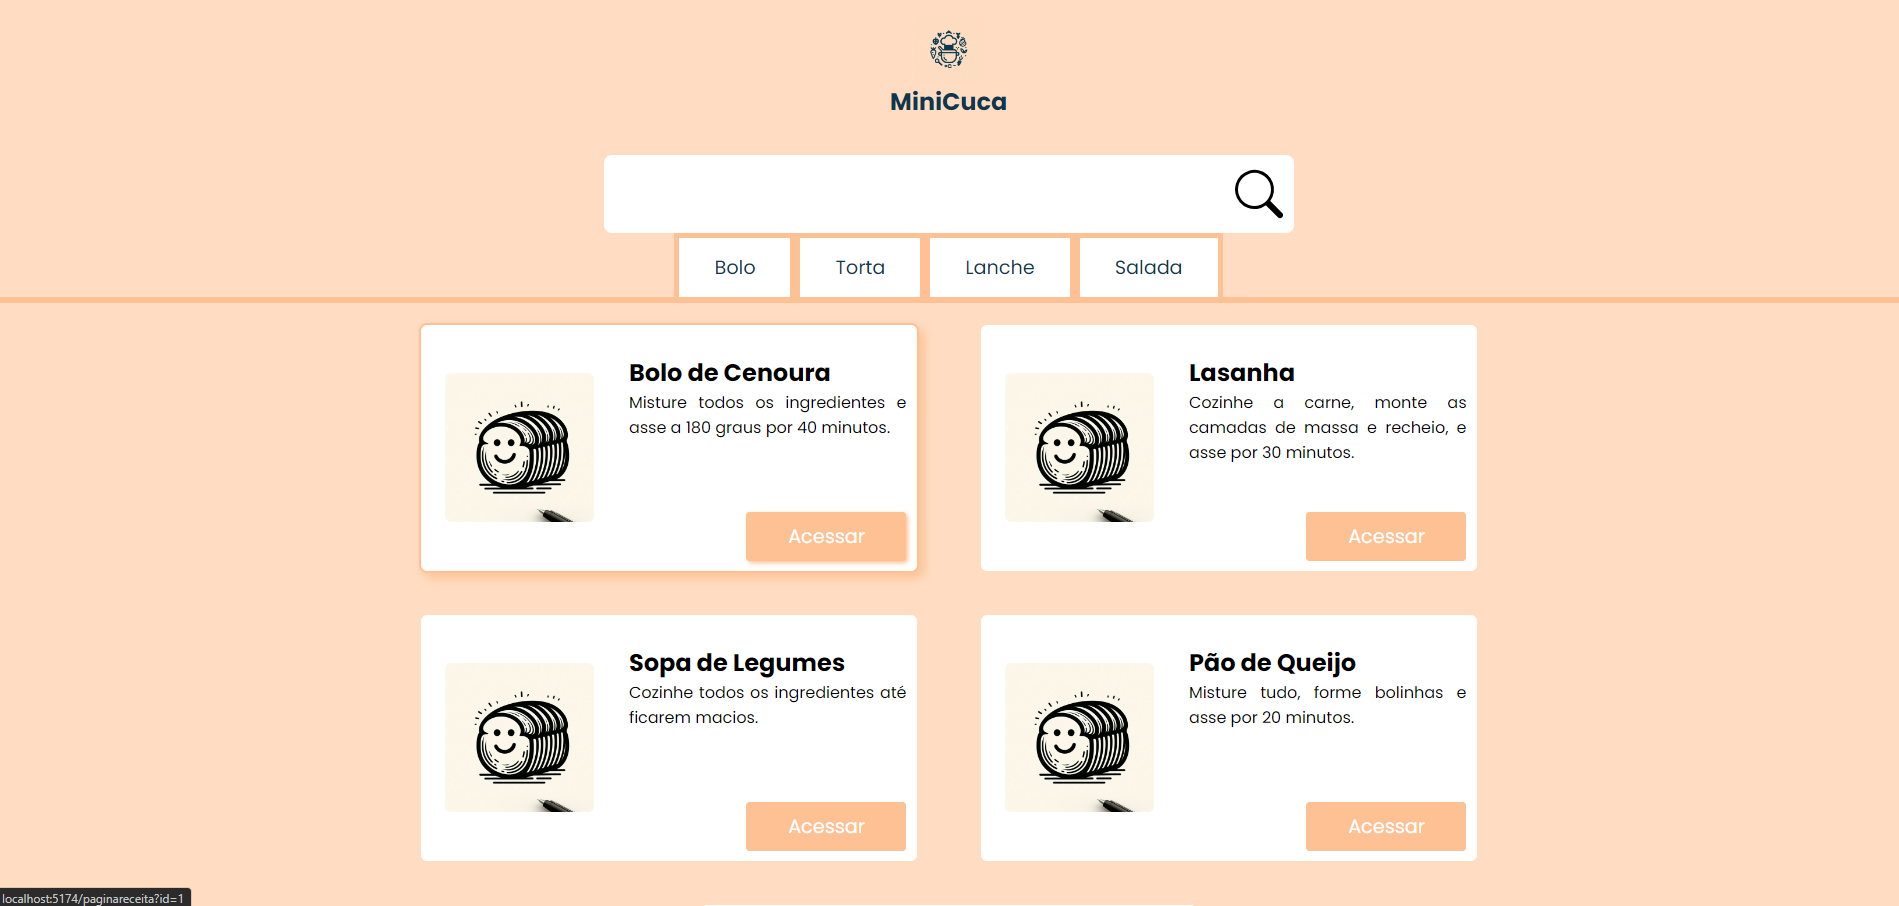 MiniCuca
Bolo
Torta
Lanche
Salada
Bolo de Cenoura
Misture todos os ingredientes e
asse a 180 graus por 40 minutos.
Acessar
Lasanha
Cozinhe a carne, monte as
camadas de massa e recheio, e
asse por 30 minutos.
Acessar
Sopa de Legumes
Cozinhe todos os ingredientes até
ficarem macios.
Acessar
Pão de Queijo
Misture tudo, forme bolinhas e
asse por 20 minutos.
Acessar
localhost:5174/paginareceita?id=1